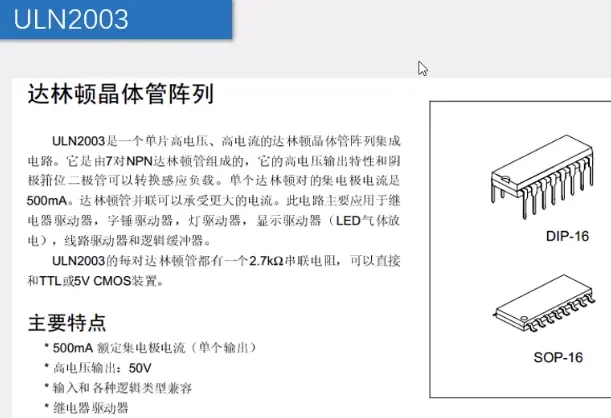 ULN2003
达林顿晶体管阵列
ULN2003是一个单片高电压、高电流的达林顿晶体管阵列集成
电路。它是由7对NPN达林顿管组成的，它的高电压输出特性和阴
极箝位二极管可以转换感应负载。单个达林顿对的集电极电流是
500mA。达林顿管并联可以承受更大的电流。此电路主要应用于继
电器驱动器，字锤驱动器，灯驱动器，显示驱动器（LED气体放
电），线路驱动器和逻辑缓冲器。
ULN2003的每对达林顿管都有一个2.7kΩ串联电阻，可以直接
和TTL或5V CMOS装置。
主要特点
* 500mA 额定集电极电流（单个输出）
* 高电压输出：50V
* 输入和各种逻辑类型兼容
* 继电器驱动器
DIP-16
SOP-16